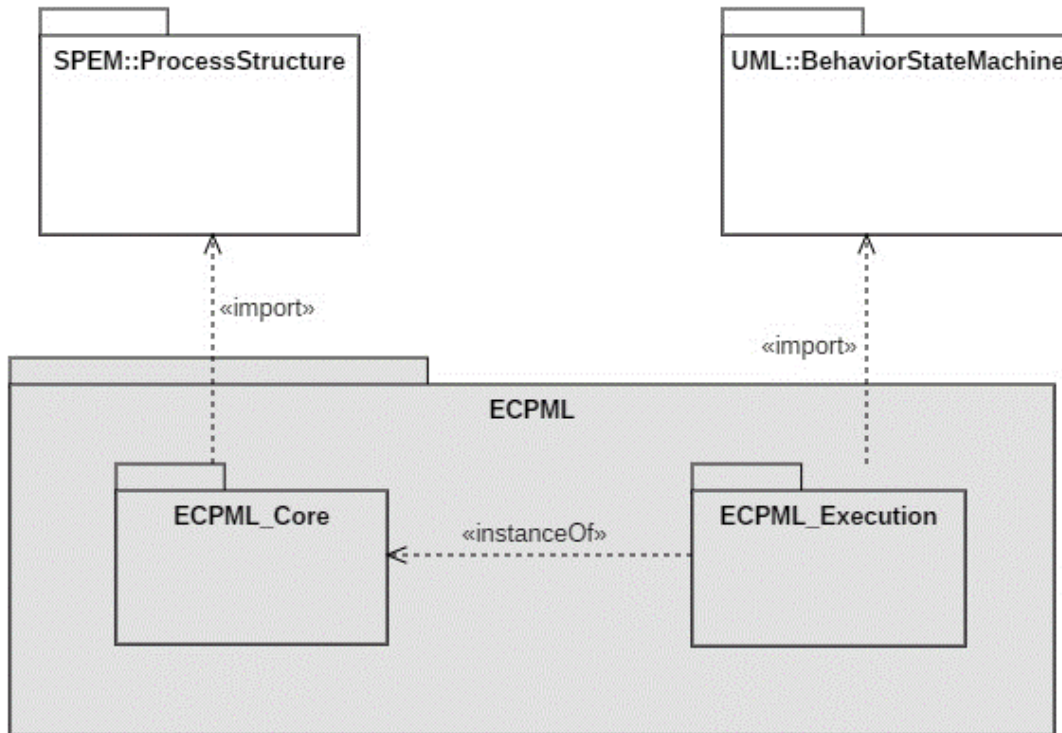 SPEM::ProcessStructure
UML::BehaviorStateMachine
«import»
«import»
ECPML
ECPML_Core
«instanceOf»
ECPML_Execution